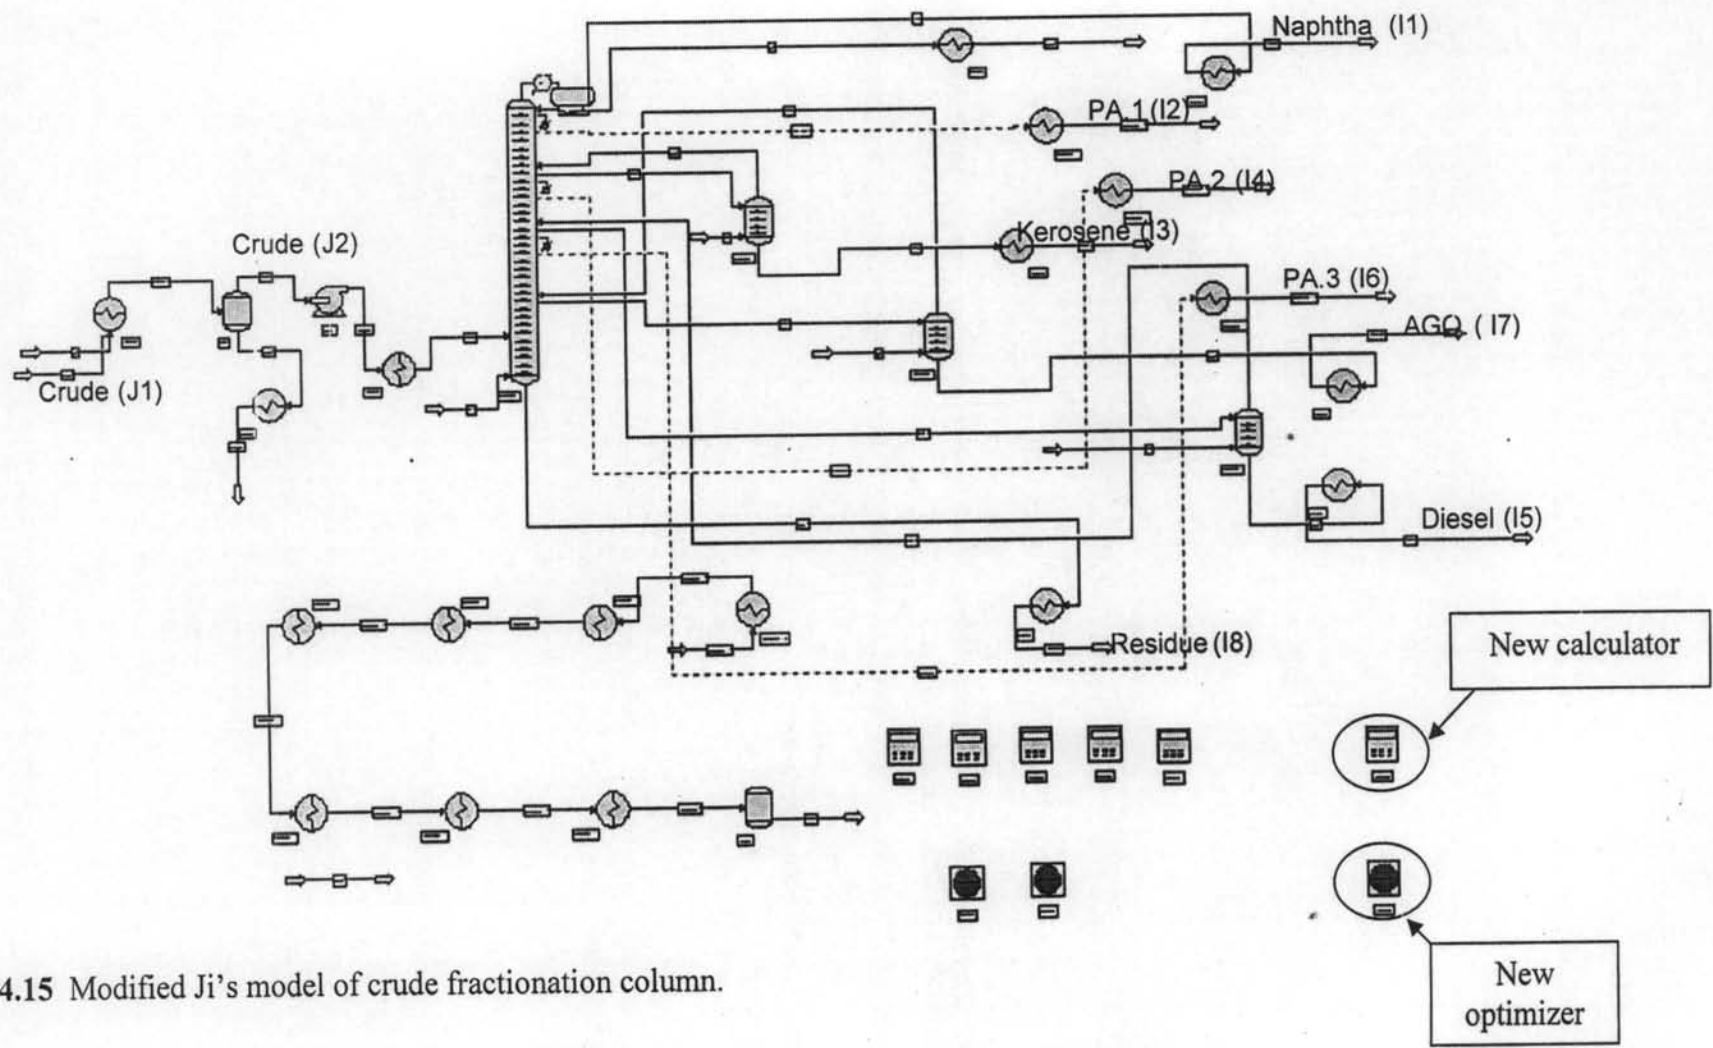 Naphtha (I1)
PA.1 (I2)
PA.2 (I4)
Kerosene (I3)
Crude (J2)
PA.3 (I6)
AGO ( I7)
Crude (J1)
Diesel (I5)
Residue (I8)
New calculator
New
optimizer
4.15 Modified Ji's model of crude fractionation column.